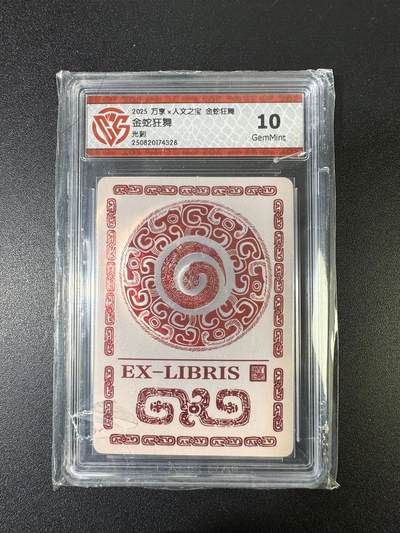 2025 万享×人文之宝 金蛇狂舞
金蛇狂舞
光刻
250820174328
10
GemMint
EX-LIBRIS